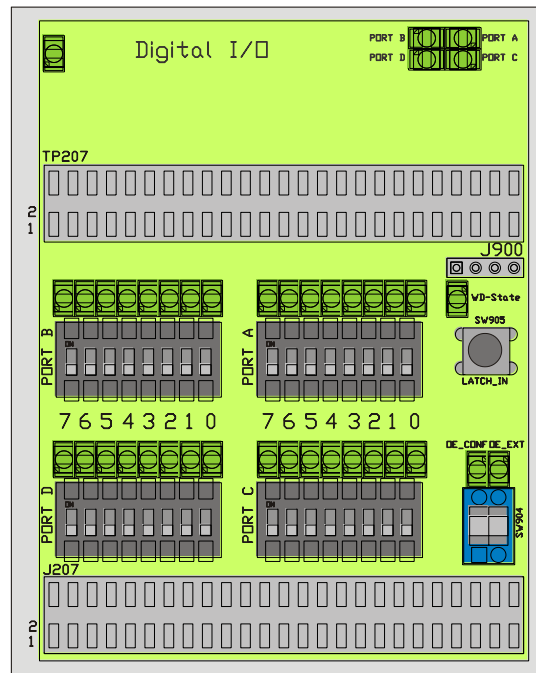 Digital I/O
PORT B PORT A
PORT D PORT C
TP207
2
1
J900
WD-State
SW905
LATCH_IN
PORT B
ON
PORT A
ON
7 6 5 4 3 2 1 0
7 6 5 4 3 2 1 0
OE_CONF OE_EXT
SW904
PORT D
ON
PORT C
ON
J207
2
1